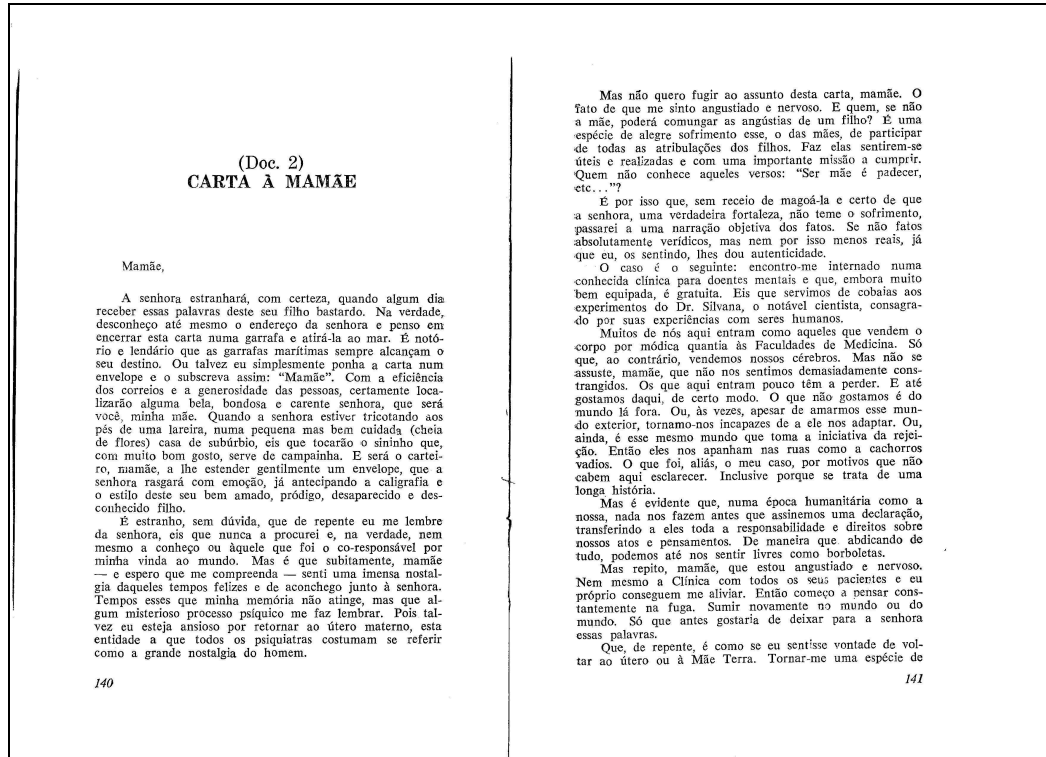 (Doc. 2)
CARTA À MAMÃE
Mamãe,
A senhora estranhará, com certeza, quando algum dia
receber essas palavras deste seu filho bastardo. Na verdade,
desconheço até mesmo o endereço da senhora e penso em
encerrar esta carta numa garrafa e atirá-la ao mar. É notó-
rio e lendário que as garrafas marítimas sempre alcançam o
seu destino. Ou talvez eu simplesmente ponha a carta num
envelope e o subscreva assim: "Mamãe". Com a eficiência
dos correios e a generosidade das pessoas, certamente loca-
lizarão alguma bela, bondosa e carente senhora, que será
você, minha mãe. Quando a senhora estiver tricotando aos
pés de uma lareira, numa pequena mas bem cuidada (cheia
de flores) casa de subúrbio, eis que tocarão o sininho que,
com muito bom gosto, serve de campainha. E será o cartei-
ro, mamãe, a lhe estender gentilmente um envelope, que a
senhora rasgará com emoção, já antecipando a caligrafia e
o estilo deste seu bem amado, pródigo, desaparecido e des-
conhecido filho.
É estranho, sem dúvida, que de repente eu me lembre
da senhora, eis que nunca a procurei e, na verdade, nem
mesmo a conheço ou àquele que foi o co-responsável por
minha vinda ao mundo. Mas é que subitamente, mamãe
— e espero que me compreenda — senti uma imensa nostal-
gia daqueles tempos felizes e de aconchego junto à senhora.
Tempos esses que minha memória não atinge, mas que al-
gum misterioso processo psíquico me faz lembrar. Pois tal-
vez eu esteja ansioso por retornar ao útero materno, esta
entidade a que todos os psiquiatras costumam se referir
como a grande nostalgia do homem.
140
Mas não quero fugir ao assunto desta carta, mamãe. O
fato de que me sinto angustiado e nervoso. E quem, se não
a mãe, poderá comungar as angústias de um filho? É uma
espécie de alegre sofrimento esse, o das mães, de participar
de todas as atribulações dos filhos. Faz elas sentirem-se
úteis e realizadas e com uma importante missão a cumprir.
Quem não conhece aqueles versos: "Ser mãe é padecer,
etc..."?
É por isso que, sem receio de magoá-la e certo de que
a senhora, uma verdadeira fortaleza, não teme o sofrimento,
passarei a uma narração objetiva dos fatos. Se não fatos
absolutamente verídicos, mas nem por isso menos reais, já
que eu, os sentindo, lhes dou autenticidade.
O caso é o seguinte: encontro-me internado numa
conhecida clínica para doentes mentais e que, embora muito
bem equipada, é gratuita. Eis que servimos de cobaias aos
experimentos do Dr. Silvana, o notável cientista, consagra-
do por suas experiências com seres humanos.
Muitos de nós aqui entram como aqueles que vendem o
corpo por módica quantia às Faculdades de Medicina. Só
que, ao contrário, vendemos nossos cérebros. Mas não se
assuste, mamãe, que não nos sentimos demasiadamente cons-
trangidos. Os que aqui entram pouco têm a perder. E até
gostamos daqui, de certo modo. O que não gostamos é do
mundo lá fora. Ou, às vezes, apesar de amarmos esse mun-
do exterior, tornamo-nos incapazes de a ele nos adaptar. Ou,
ainda, é esse mesmo mundo que toma a iniciativa da rejei-
ção. Então eles nos apanham nas ruas como a cachorros
vadios. O que foi, aliás, o meu caso, por motivos que não
cabem aqui esclarecer. Inclusive porque se trata de uma
longa história.
Mas é evidente que, numa época humanitária como a
nossa, nada nos fazem antes que assinemos uma declaração,
transferindo a eles toda a responsabilidade e direitos sobre
nossos atos e pensamentos. De maneira que abdicando de
tudo, podemos até nos sentir livres como borboletas.
Mas repito, mamãe, que estou angustiado e nervoso.
Nem mesmo a Clínica com todos os seus pacientes e eu
próprio conseguem me aliviar. Então começo a pensar cons-
tantemente na fuga. Sumir novamente no mundo ou do
mundo. Só que antes gostaria de deixar para a senhora
essas palavras.
Que, de repente, é como se eu sentisse vontade de vol-
tar ao útero ou à Mãe Terra. Tornar-me uma espécie de
141